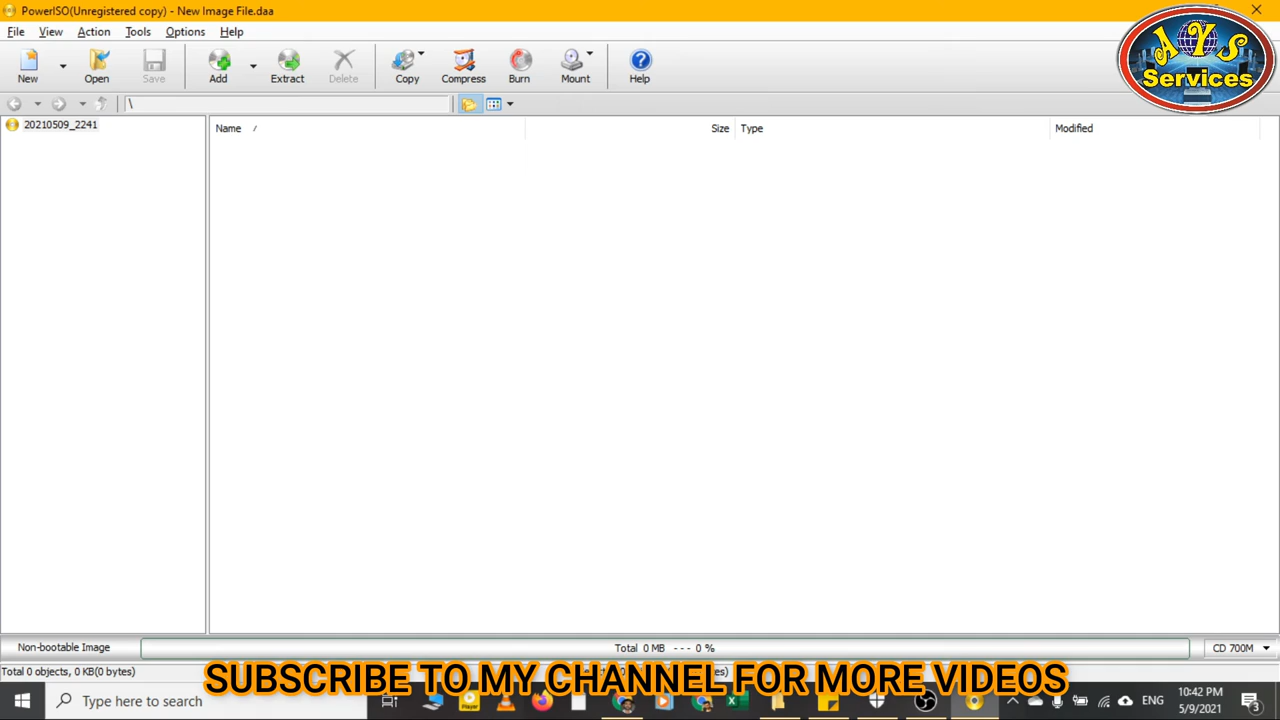 PowerISO(Unregistered copy) - New Image File.daa
File View Action Tools Options Help
New Open Save Add Extract Delete Copy Compress Burn Mount Help
AYS
Services
\
20210509_2241
Name / Size Type Modified
Non-bootable Image Total 0 MB --- 0 % CD 700M
Total 0 objects, 0 KB(0 bytes)
SUBSCRIBE TO MY CHANNEL FOR MORE VIDEOS
Type here to search
Player
ENG
10:42 PM
5/9/2021
3